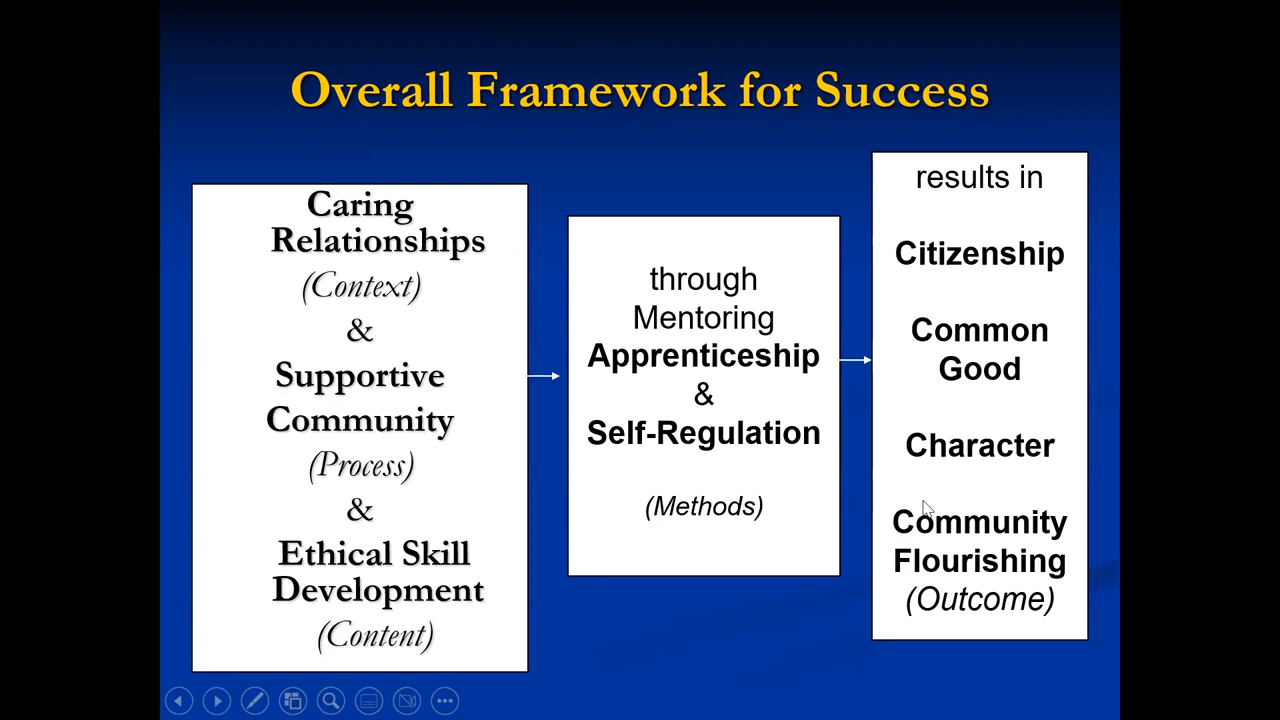 Overall Framework for Success
Caring
Relationships
(Context)
&
Supportive
Community
(Process)
&
Ethical Skill
Development
(Content)
through
Mentoring
Apprenticeship
&
Self-Regulation
(Methods)
results in
Citizenship
Common
Good
Character
Community
Flourishing
(Outcome)